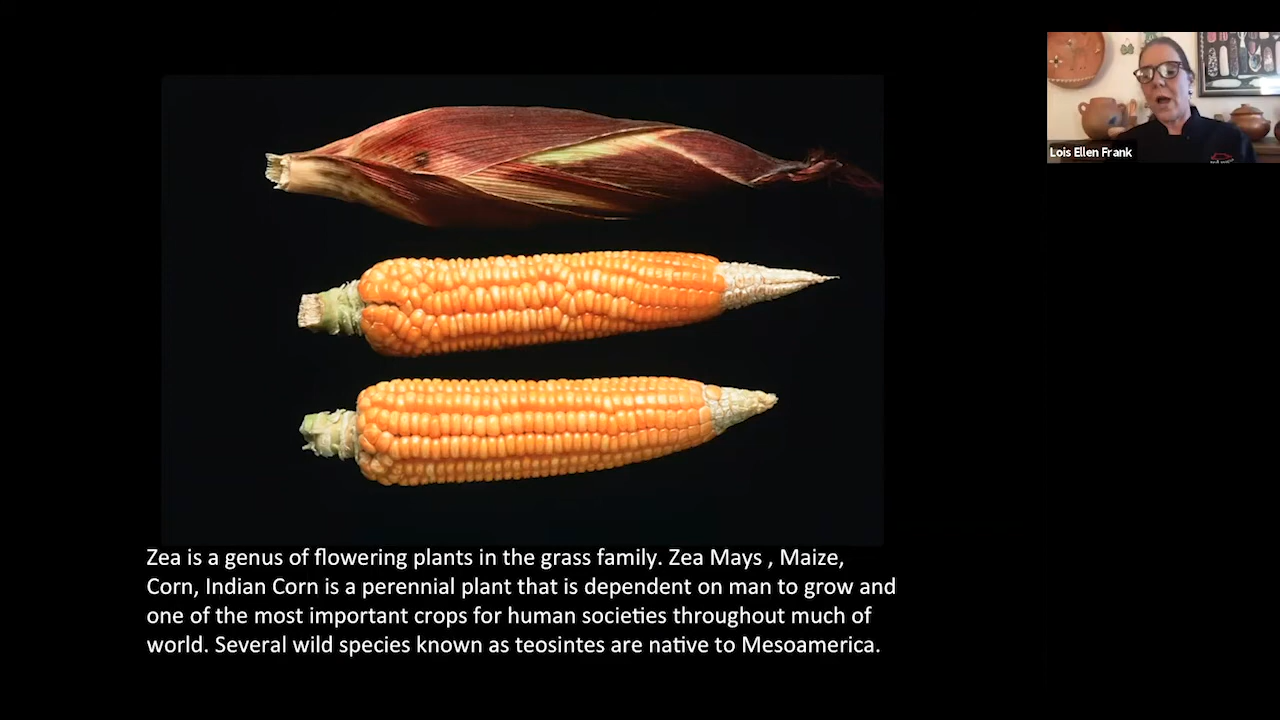 Lois Ellen Frank
Zea is a genus of flowering plants in the grass family. Zea Mays , Maize,
Corn, Indian Corn is a perennial plant that is dependent on man to grow and
one of the most important crops for human societies throughout much of
world. Several wild species known as teosintes are native to Mesoamerica.